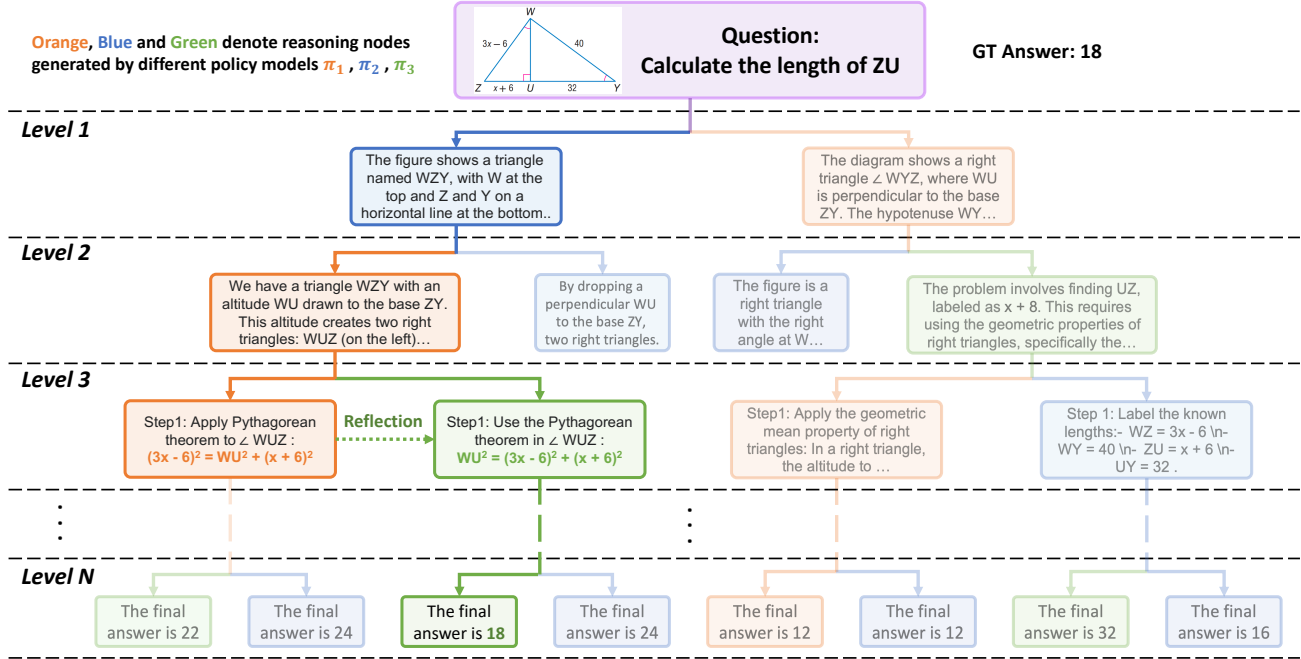 Orange, Blue and Green denote reasoning nodes
generated by different policy models π₁ , π₂ , π₃
W
3x – 6
40
Z
x + 6
U
32
Y
Question:
Calculate the length of ZU
GT Answer: 18
Level 1
The figure shows a triangle
named WZY, with W at the
top and Z and Y on a
horizontal line at the bottom..
The diagram shows a right
triangle ∠ WYZ, where WU
is perpendicular to the base
ZY. The hypotenuse WY...
Level 2
We have a triangle WZY with an
altitude WU drawn to the base ZY.
This altitude creates two right
triangles: WUZ (on the left)...
By dropping a
perpendicular WU
to the base ZY,
two right triangles.
The figure is a
right triangle
with the right
angle at W...
The problem involves finding UZ,
labeled as x + 8. This requires
using the geometric properties of
right triangles, specifically the...
Level 3
Step1: Apply Pythagorean
theorem to ∠ WUZ :
(3x - 6)² = WU² + (x + 6)²
Reflection
Step1: Use the Pythagorean
theorem in ∠ WUZ :
WU² = (3x - 6)² + (x + 6)²
Step1: Apply the geometric
mean property of right
triangles: In a right triangle,
the altitude to ...
Step 1: Label the known
lengths:- WZ = 3x - 6 \n-
WY = 40 \n- ZU = x + 6 \n-
UY = 32 .
Level N
The final
answer is 22
The final
answer is 24
The final
answer is 18
The final
answer is 24
The final
answer is 12
The final
answer is 12
The final
answer is 32
The final
answer is 16